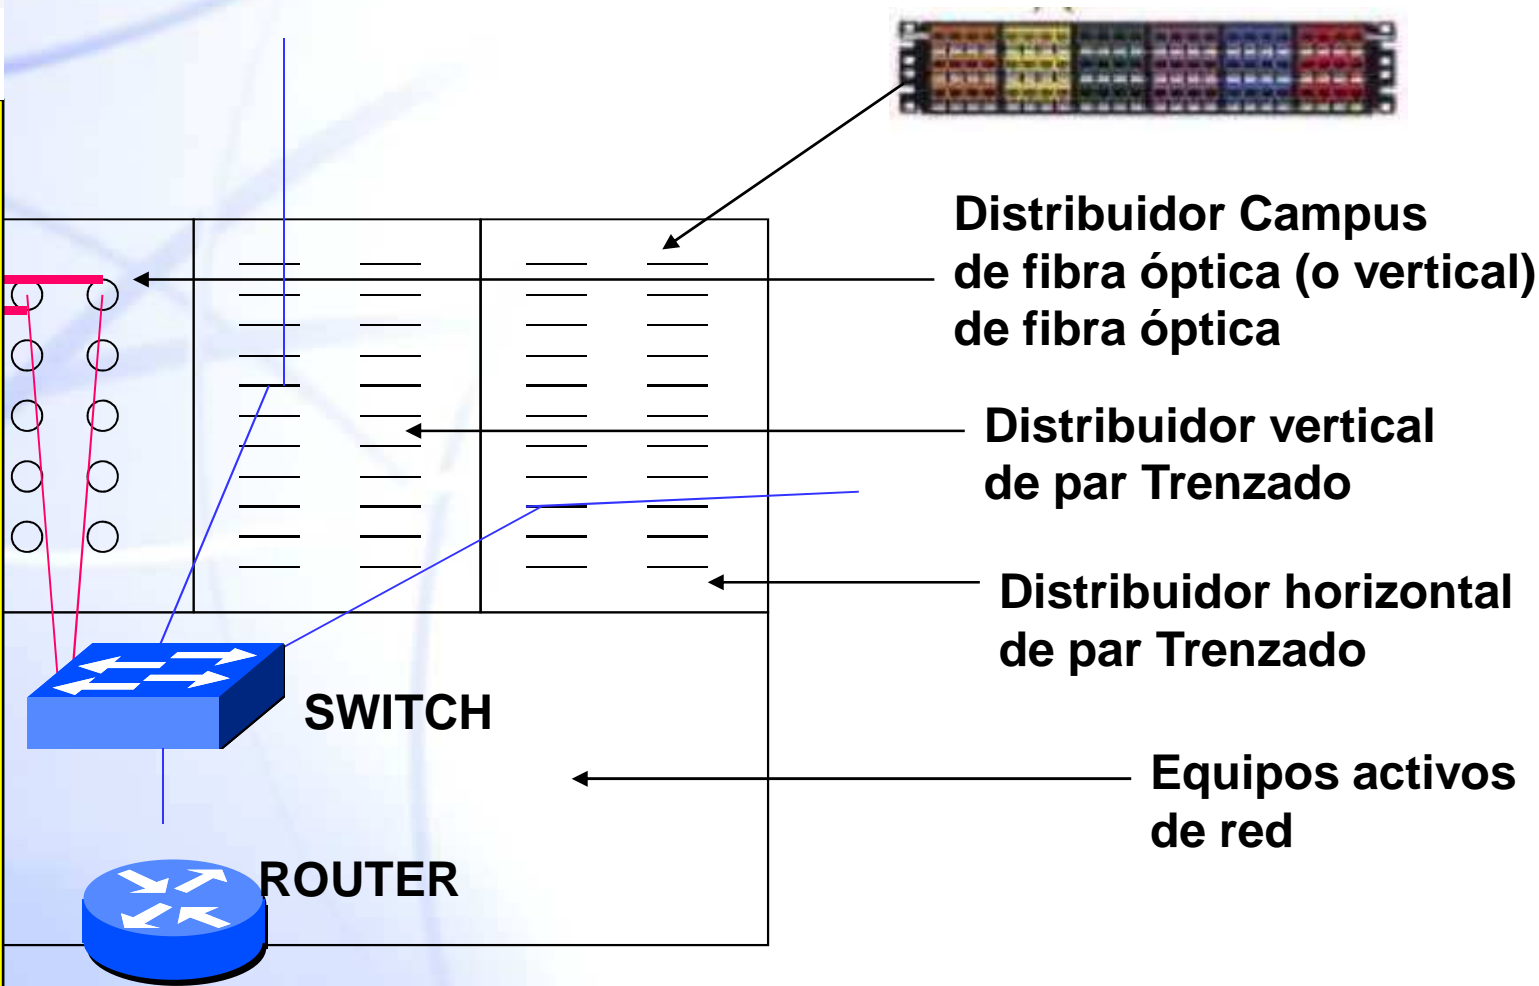 Distribuidor Campus
de fibra óptica (o vertical)
de fibra óptica
Distribuidor vertical
de par Trenzado
Distribuidor horizontal
de par Trenzado
SWITCH
Equipos activos
de red
ROUTER